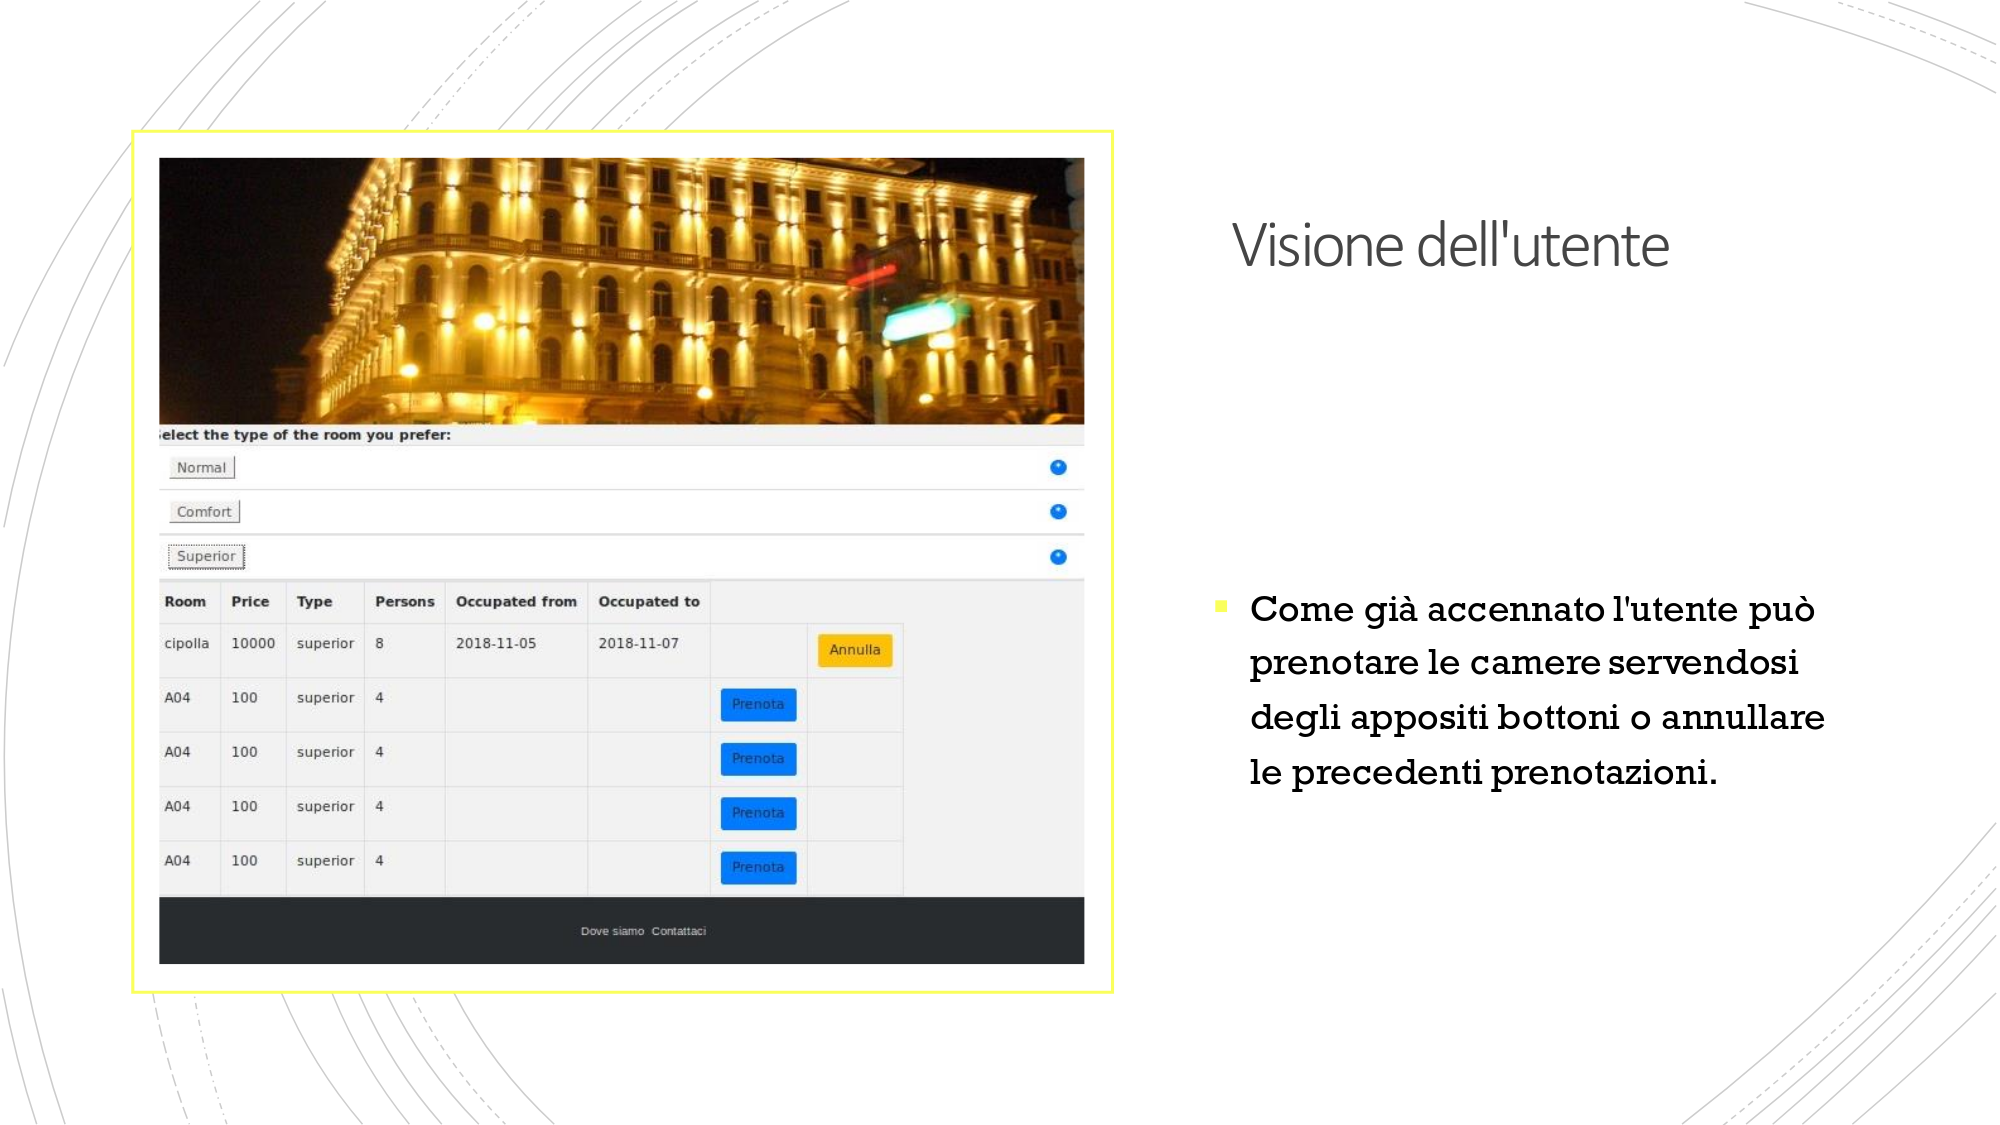 Visione dell'utente
elect the type of the room you prefer:
Normal
Comfort
Superior
Room Price Type Persons Occupated from Occupated to
cipolla 10000 superior 8 2018-11-05 2018-11-07 Annulla
A04 100 superior 4 Prenota
A04 100 superior 4 Prenota
A04 100 superior 4 Prenota
A04 100 superior 4 Prenota
Dove siamo Contattaci
Come già accennato l'utente può
prenotare le camere servendosi
degli appositi bottoni o annullare
le precedenti prenotazioni.